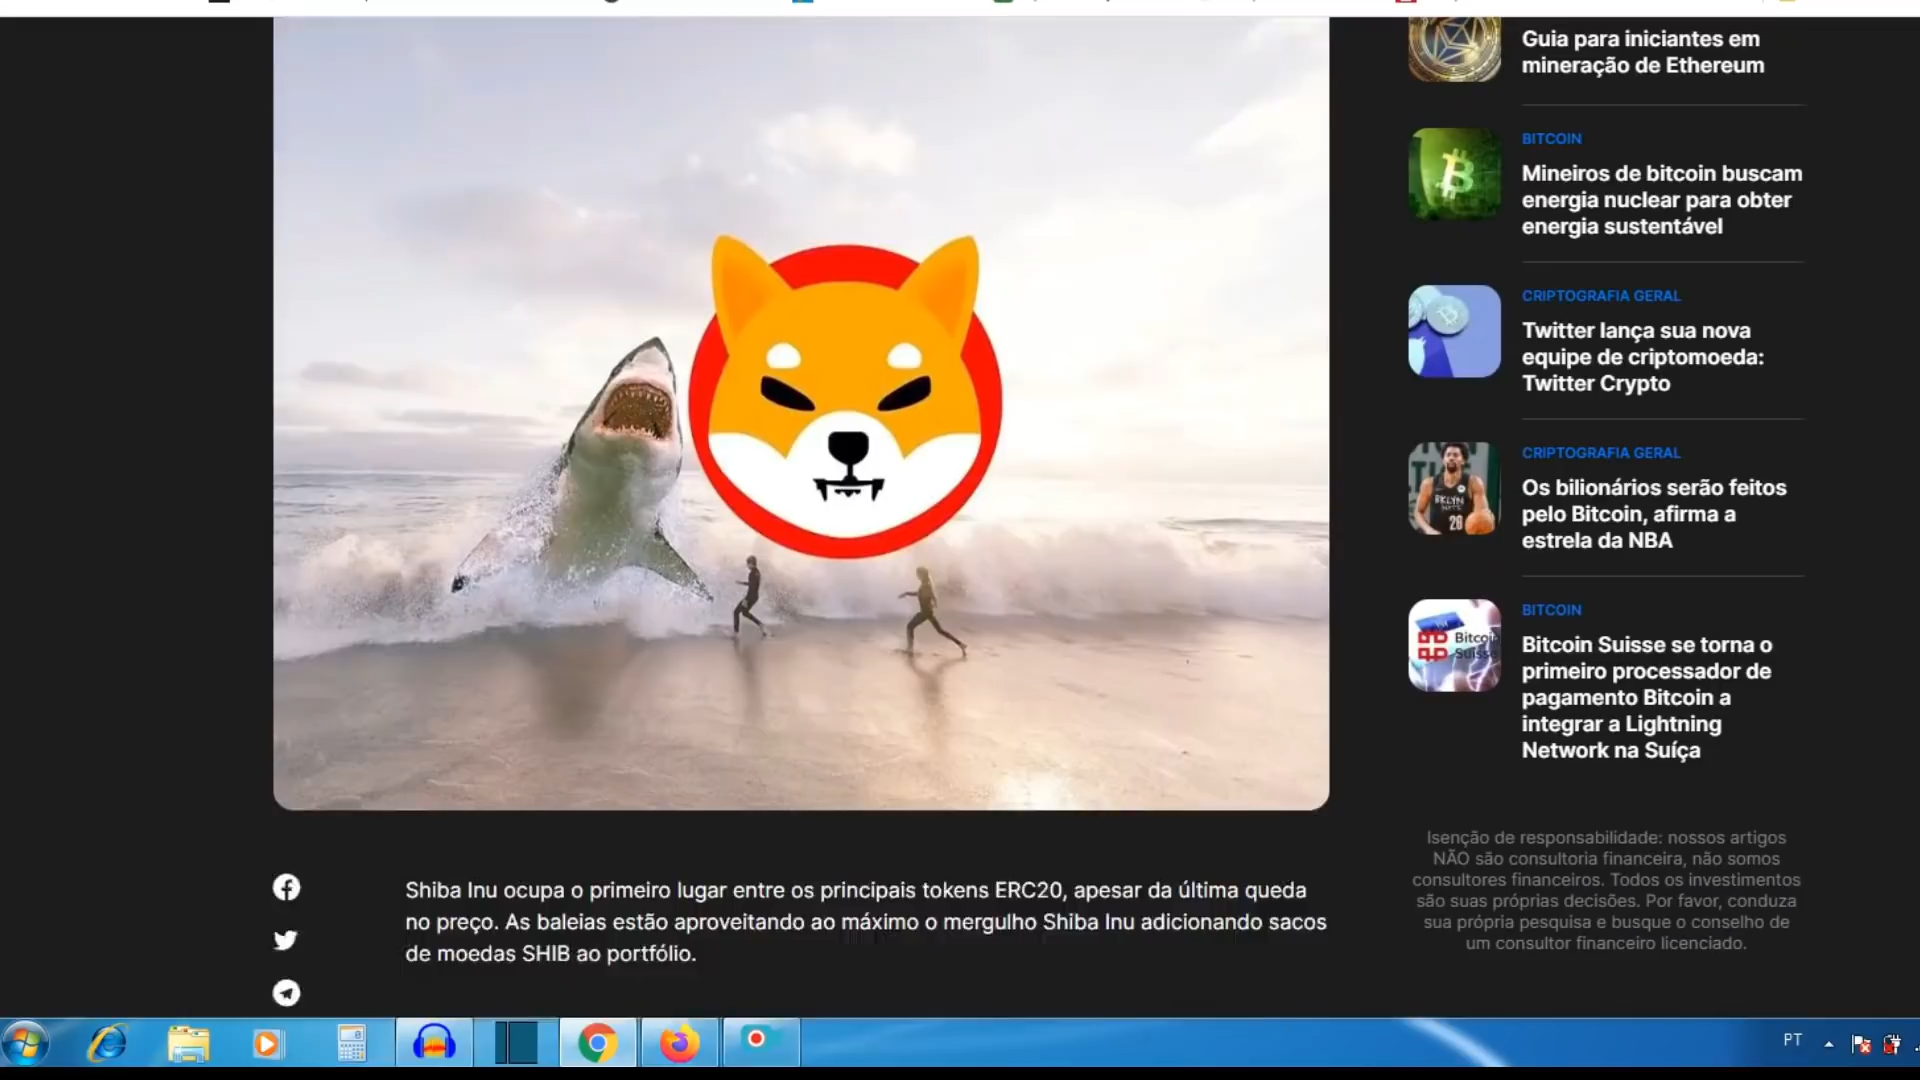 Shiba Inu ocupa o primeiro lugar entre os principais tokens ERC20, apesar da última queda
no preço. As baleias estão aproveitando ao máximo o mergulho Shiba Inu adicionando sacos
de moedas SHIB ao portfólio.
Guia para iniciantes em
mineração de Ethereum
BITCOIN
Mineiros de bitcoin buscam
energia nuclear para obter
energia sustentável
CRIPTOGRAFIA GERAL
Twitter lança sua nova
equipe de criptomoeda:
Twitter Crypto
CRIPTOGRAFIA GERAL
BKLYN
26
Os bilionários serão feitos
pelo Bitcoin, afirma a
estrela da NBA
BITCOIN
Bitcoin
Suisse
Bitcoin Suisse se torna o
primeiro processador de
pagamento Bitcoin a
integrar a Lightning
Network na Suíça
Isenção de responsabilidade: nossos artigos
NÃO são consultoria financeira, não somos
consultores financeiros. Todos os investimentos
são suas próprias decisões. Por favor, conduza
sua própria pesquisa e busque o conselho de
um consultor financeiro licenciado.
PT